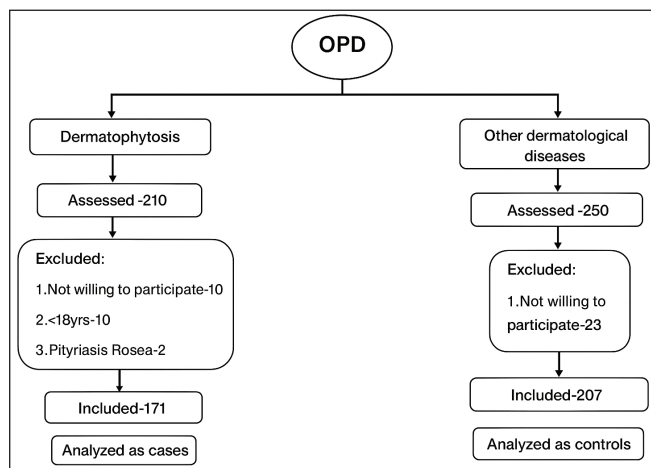 OPD
Dermatophytosis
Assessed -210
Excluded:
1.Not willing to participate-10
2.<18yrs-10
3.Pityriasis Rosea-2
Included-171
Analyzed as cases
Other dermatological
diseases
Assessed -250
Excluded:
1.Not willing to
participate-23
Included-207
Analyzed as controls